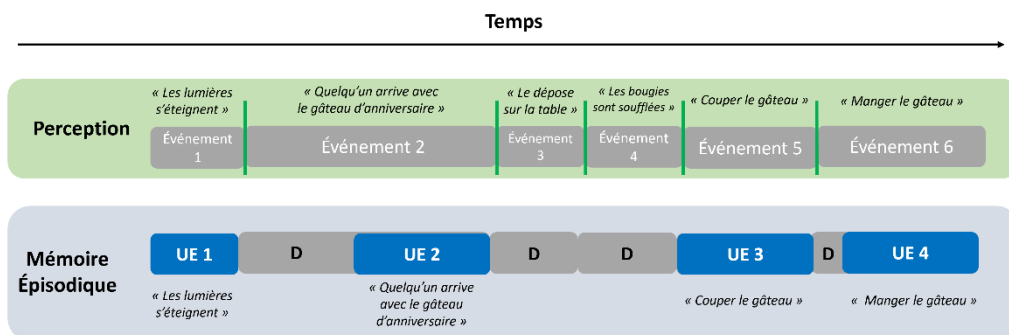 Temps
« Les lumières
s'éteignent »
« Quelqu'un arrive avec
le gâteau d'anniversaire »
« Le dépose
sur la table »
« Les bougies
sont soufflées »
« Couper le gâteau »
« Manger le gâteau »
Perception
Événement
1
Événement 2
Événement
3
Événement
4
Événement 5
Événement 6
Mémoire
Épisodique
UE 1
D
UE 2
D
D
UE 3
D
UE 4
« Les lumières
s'éteignent »
« Quelqu'un arrive
avec le gâteau
d'anniversaire »
« Couper le gâteau »
« Manger le gâteau »